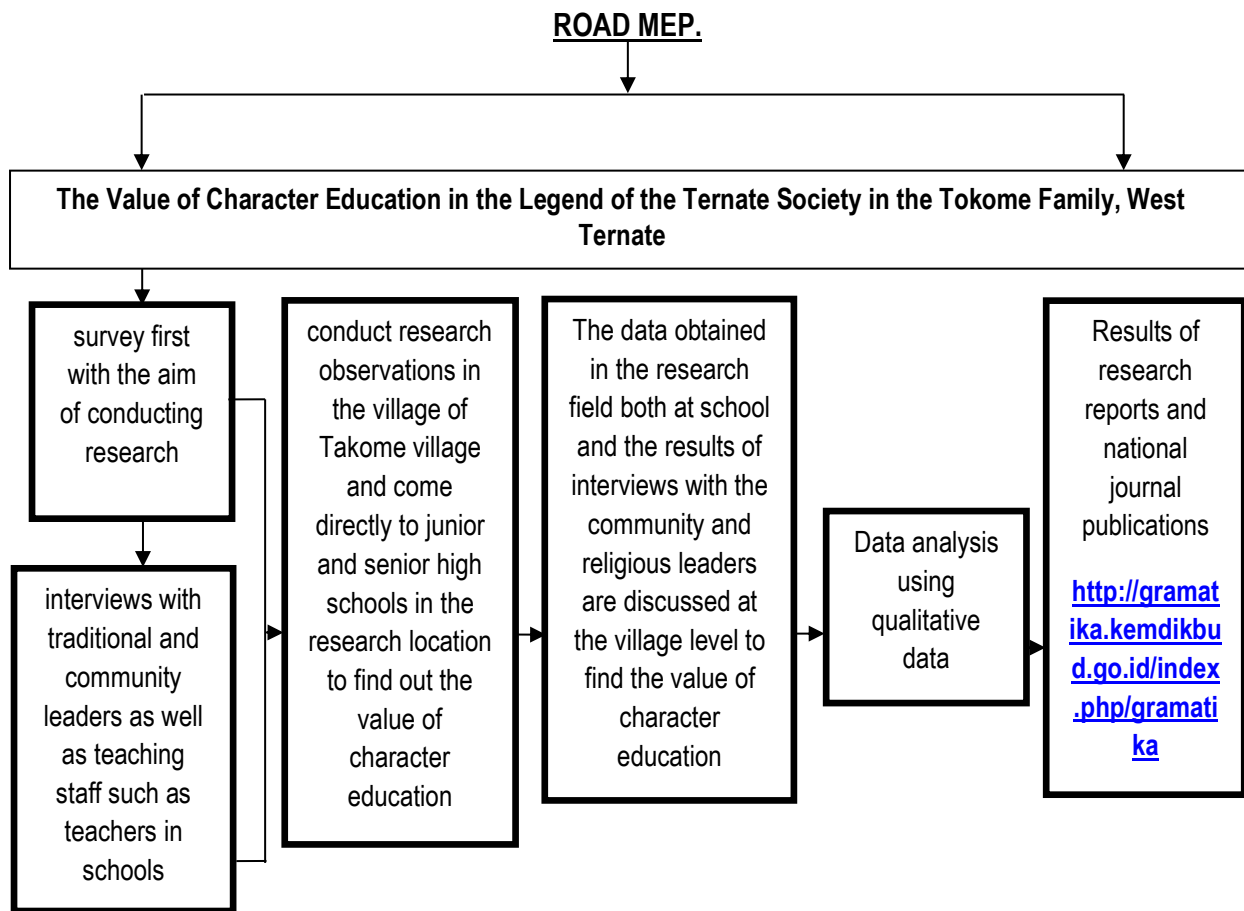 ROAD MEP.
The Value of Character Education in the Legend of the Ternate Society in the Tokome Family, West
Ternate
survey first
with the aim
of conducting
research
interviews with
traditional and
community
leaders as well
as teaching
staff such as
teachers in
schools
conduct research
observations in
the village of
Takome village
and come
directly to junior
and senior high
schools in the
research location
to find out the
value of
character
education
The data obtained
in the research
field both at school
and the results of
interviews with the
community and
religious leaders
are discussed at
the village level to
find the value of
character
education
Data analysis
using
qualitative
data
Results of
research
reports and
national
journal
publications
http://gramat
ika.kemdikbu
d.go.id/index
.php/gramati
ka